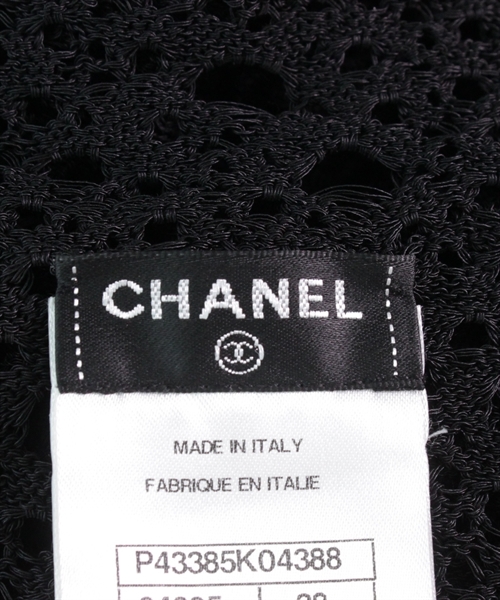 CHANEL
MADE IN ITALY
FABRIQUE EN ITALIE
P43385K04388